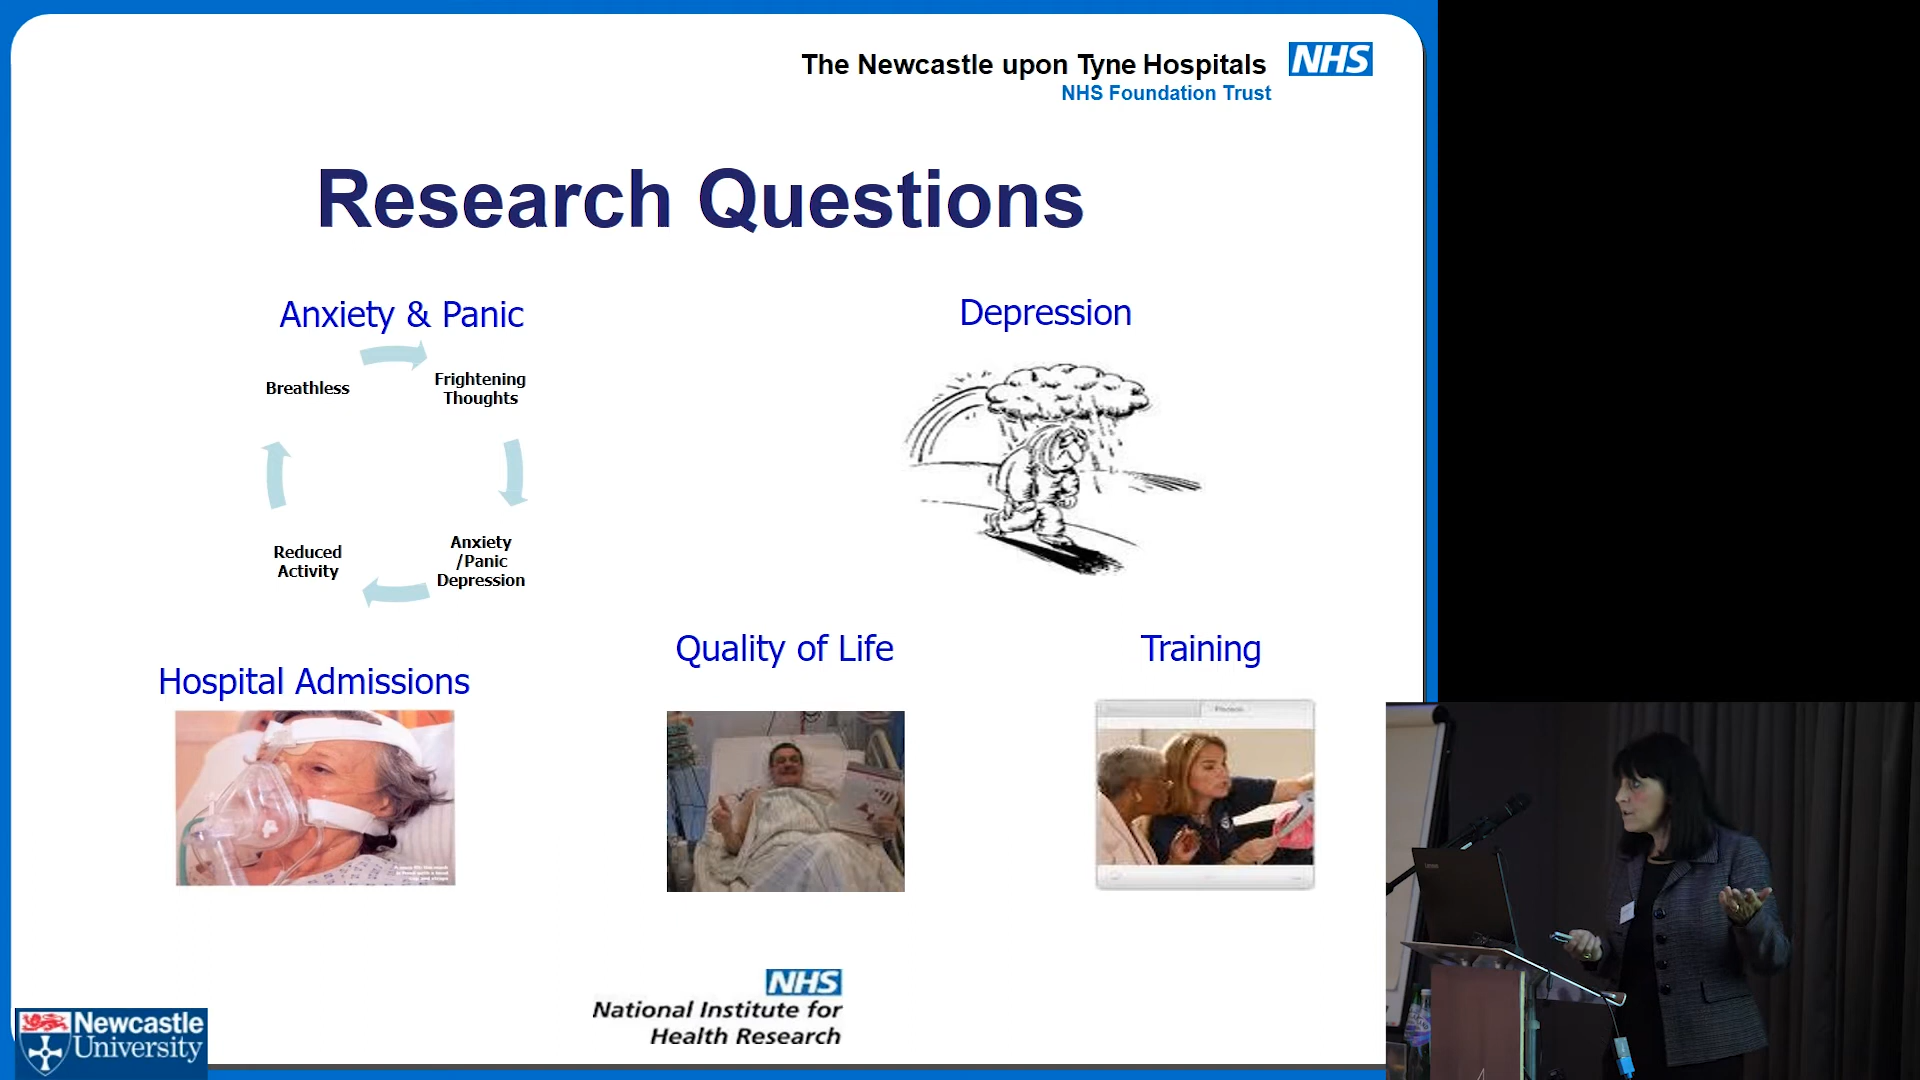 The Newcastle upon Tyne Hospitals NHS
NHS Foundation Trust
Research Questions
Anxiety & Panic
Breathless
Frightening
Thoughts
Anxiety
/Panic
Depression
Reduced
Activity
Depression
Hospital Admissions
Quality of Life
Training
NHS
National Institute for
Health Research
Newcastle
University